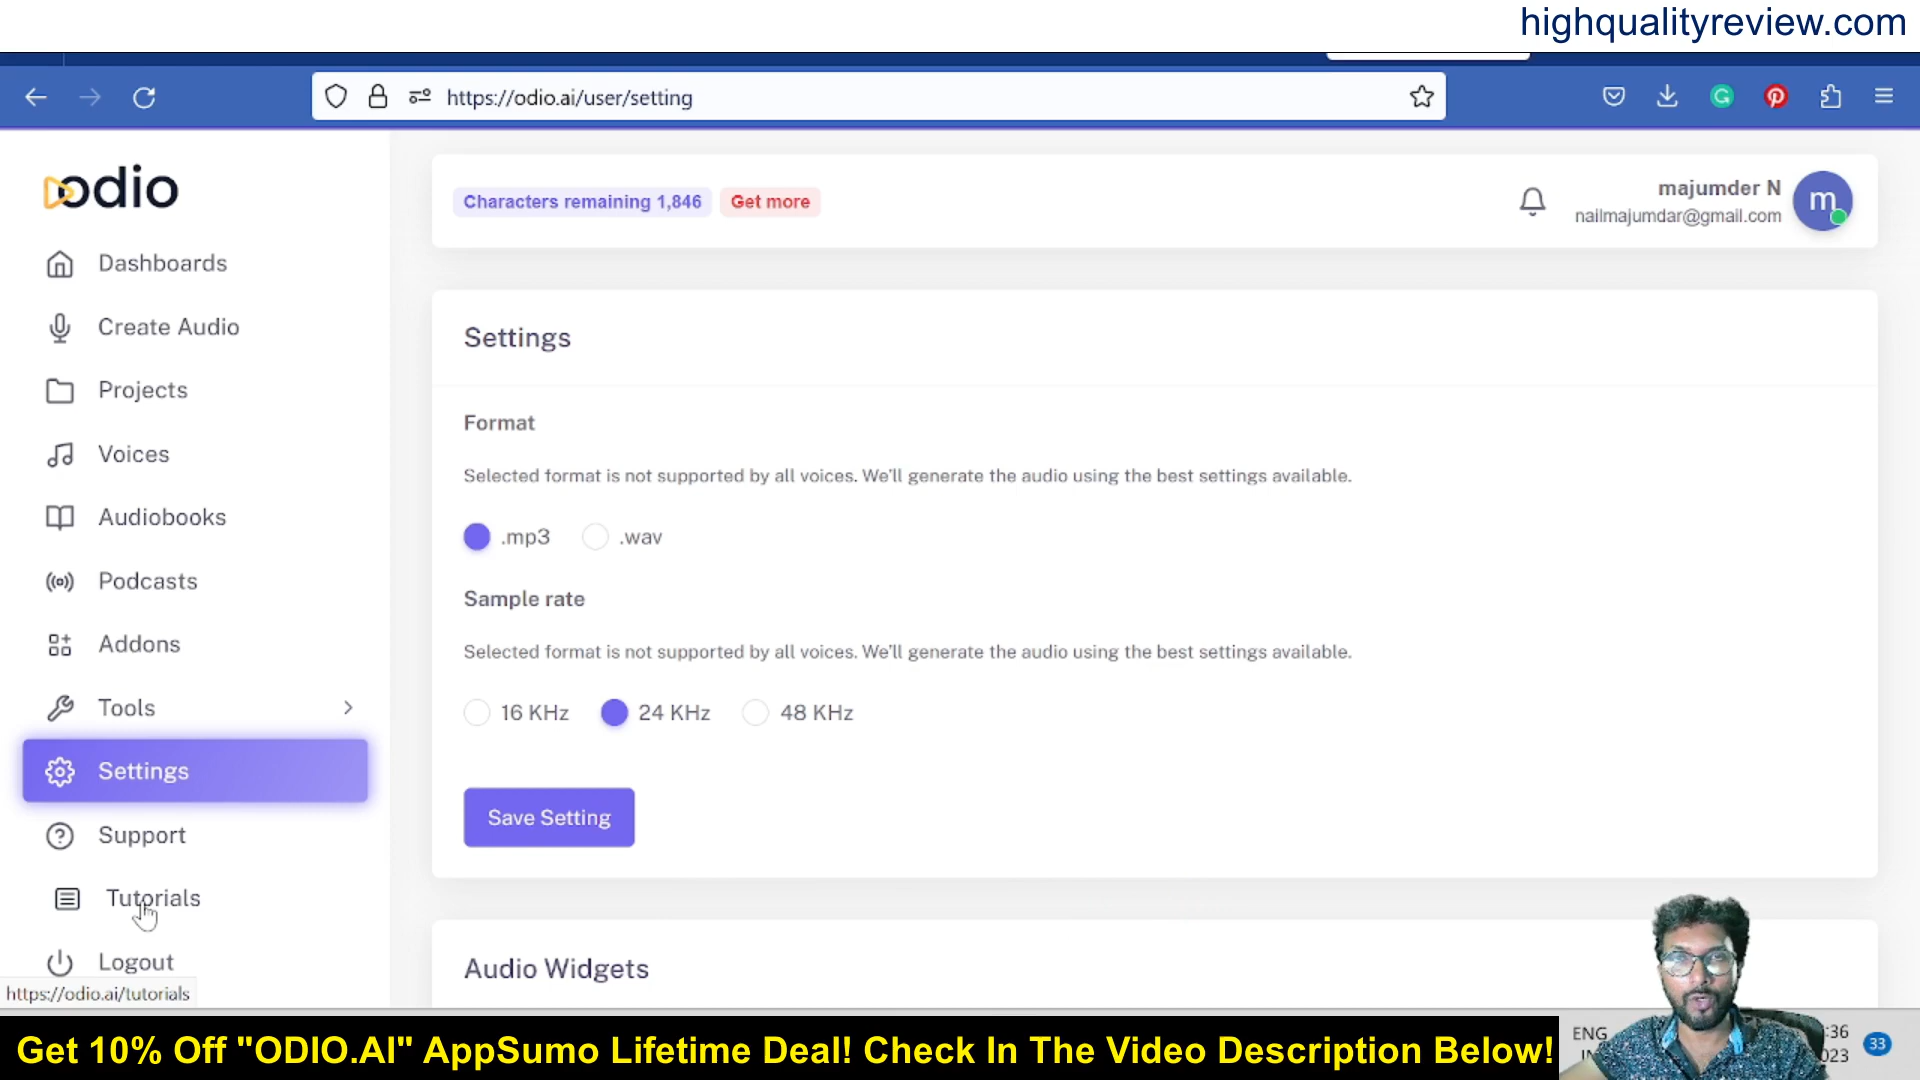 highqualityreview.com
https://odio.ai/user/setting
odio
Characters remaining 1,846
Get more
majumder N
nailmajumdar@gmail.com
m
Dashboards
Create Audio
Projects
Voices
Audiobooks
Podcasts
Addons
Tools
Settings
Support
Tutorials
Logout
https://odio.ai/tutorials
Settings
Format
Selected format is not supported by all voices. We'll generate the audio using the best settings available.
.mp3 .wav
Sample rate
Selected format is not supported by all voices. We'll generate the audio using the best settings available.
16 KHz 24 KHz 48 KHz
Save Setting
Audio Widgets
Get 10% Off "ODIO.AI" AppSumo Lifetime Deal! Check In The Video Description Below!
ENG
:36
023
33